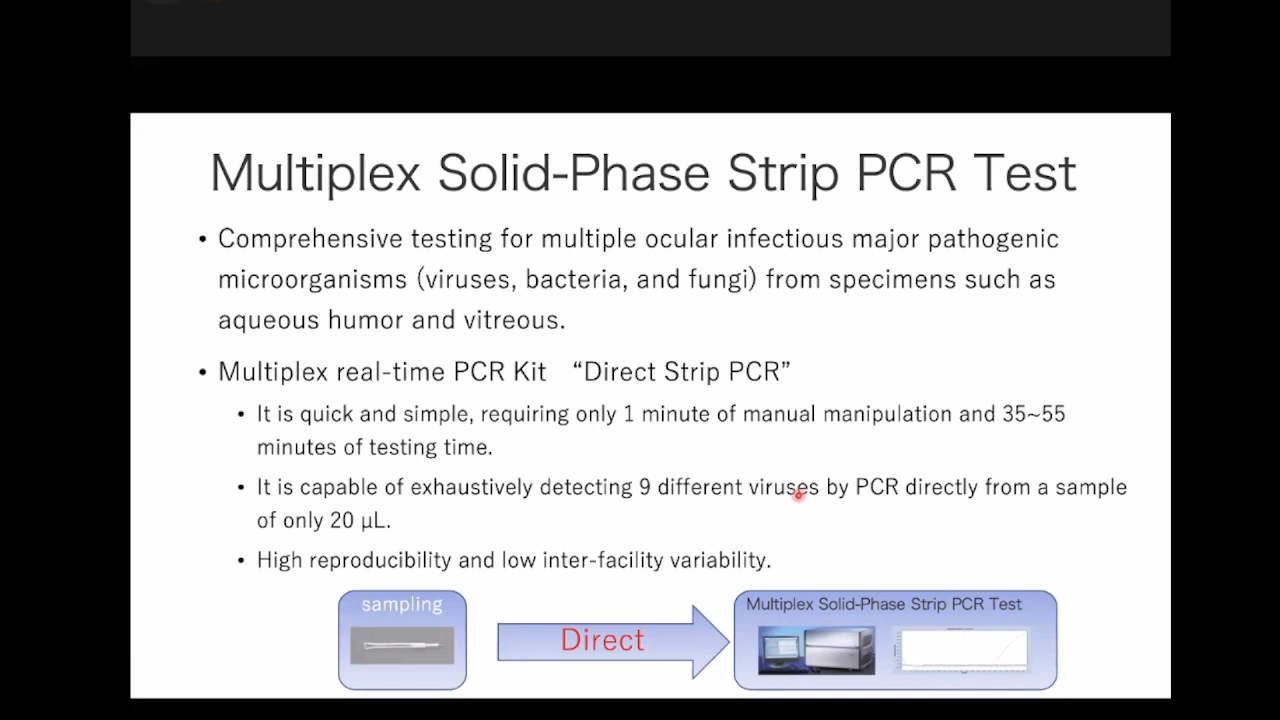 Multiplex Solid-Phase Strip PCR Test
• Comprehensive testing for multiple ocular infectious major pathogenic
microorganisms (viruses, bacteria, and fungi) from specimens such as
aqueous humor and vitreous.
• Multiplex real-time PCR Kit “Direct Strip PCR”
• It is quick and simple, requiring only 1 minute of manual manipulation and 35~55
minutes of testing time.
• It is capable of exhaustively detecting 9 different viruses by PCR directly from a sample
of only 20 μL.
• High reproducibility and low inter-facility variability.
sampling
Direct
Multiplex Solid-Phase Strip PCR Test